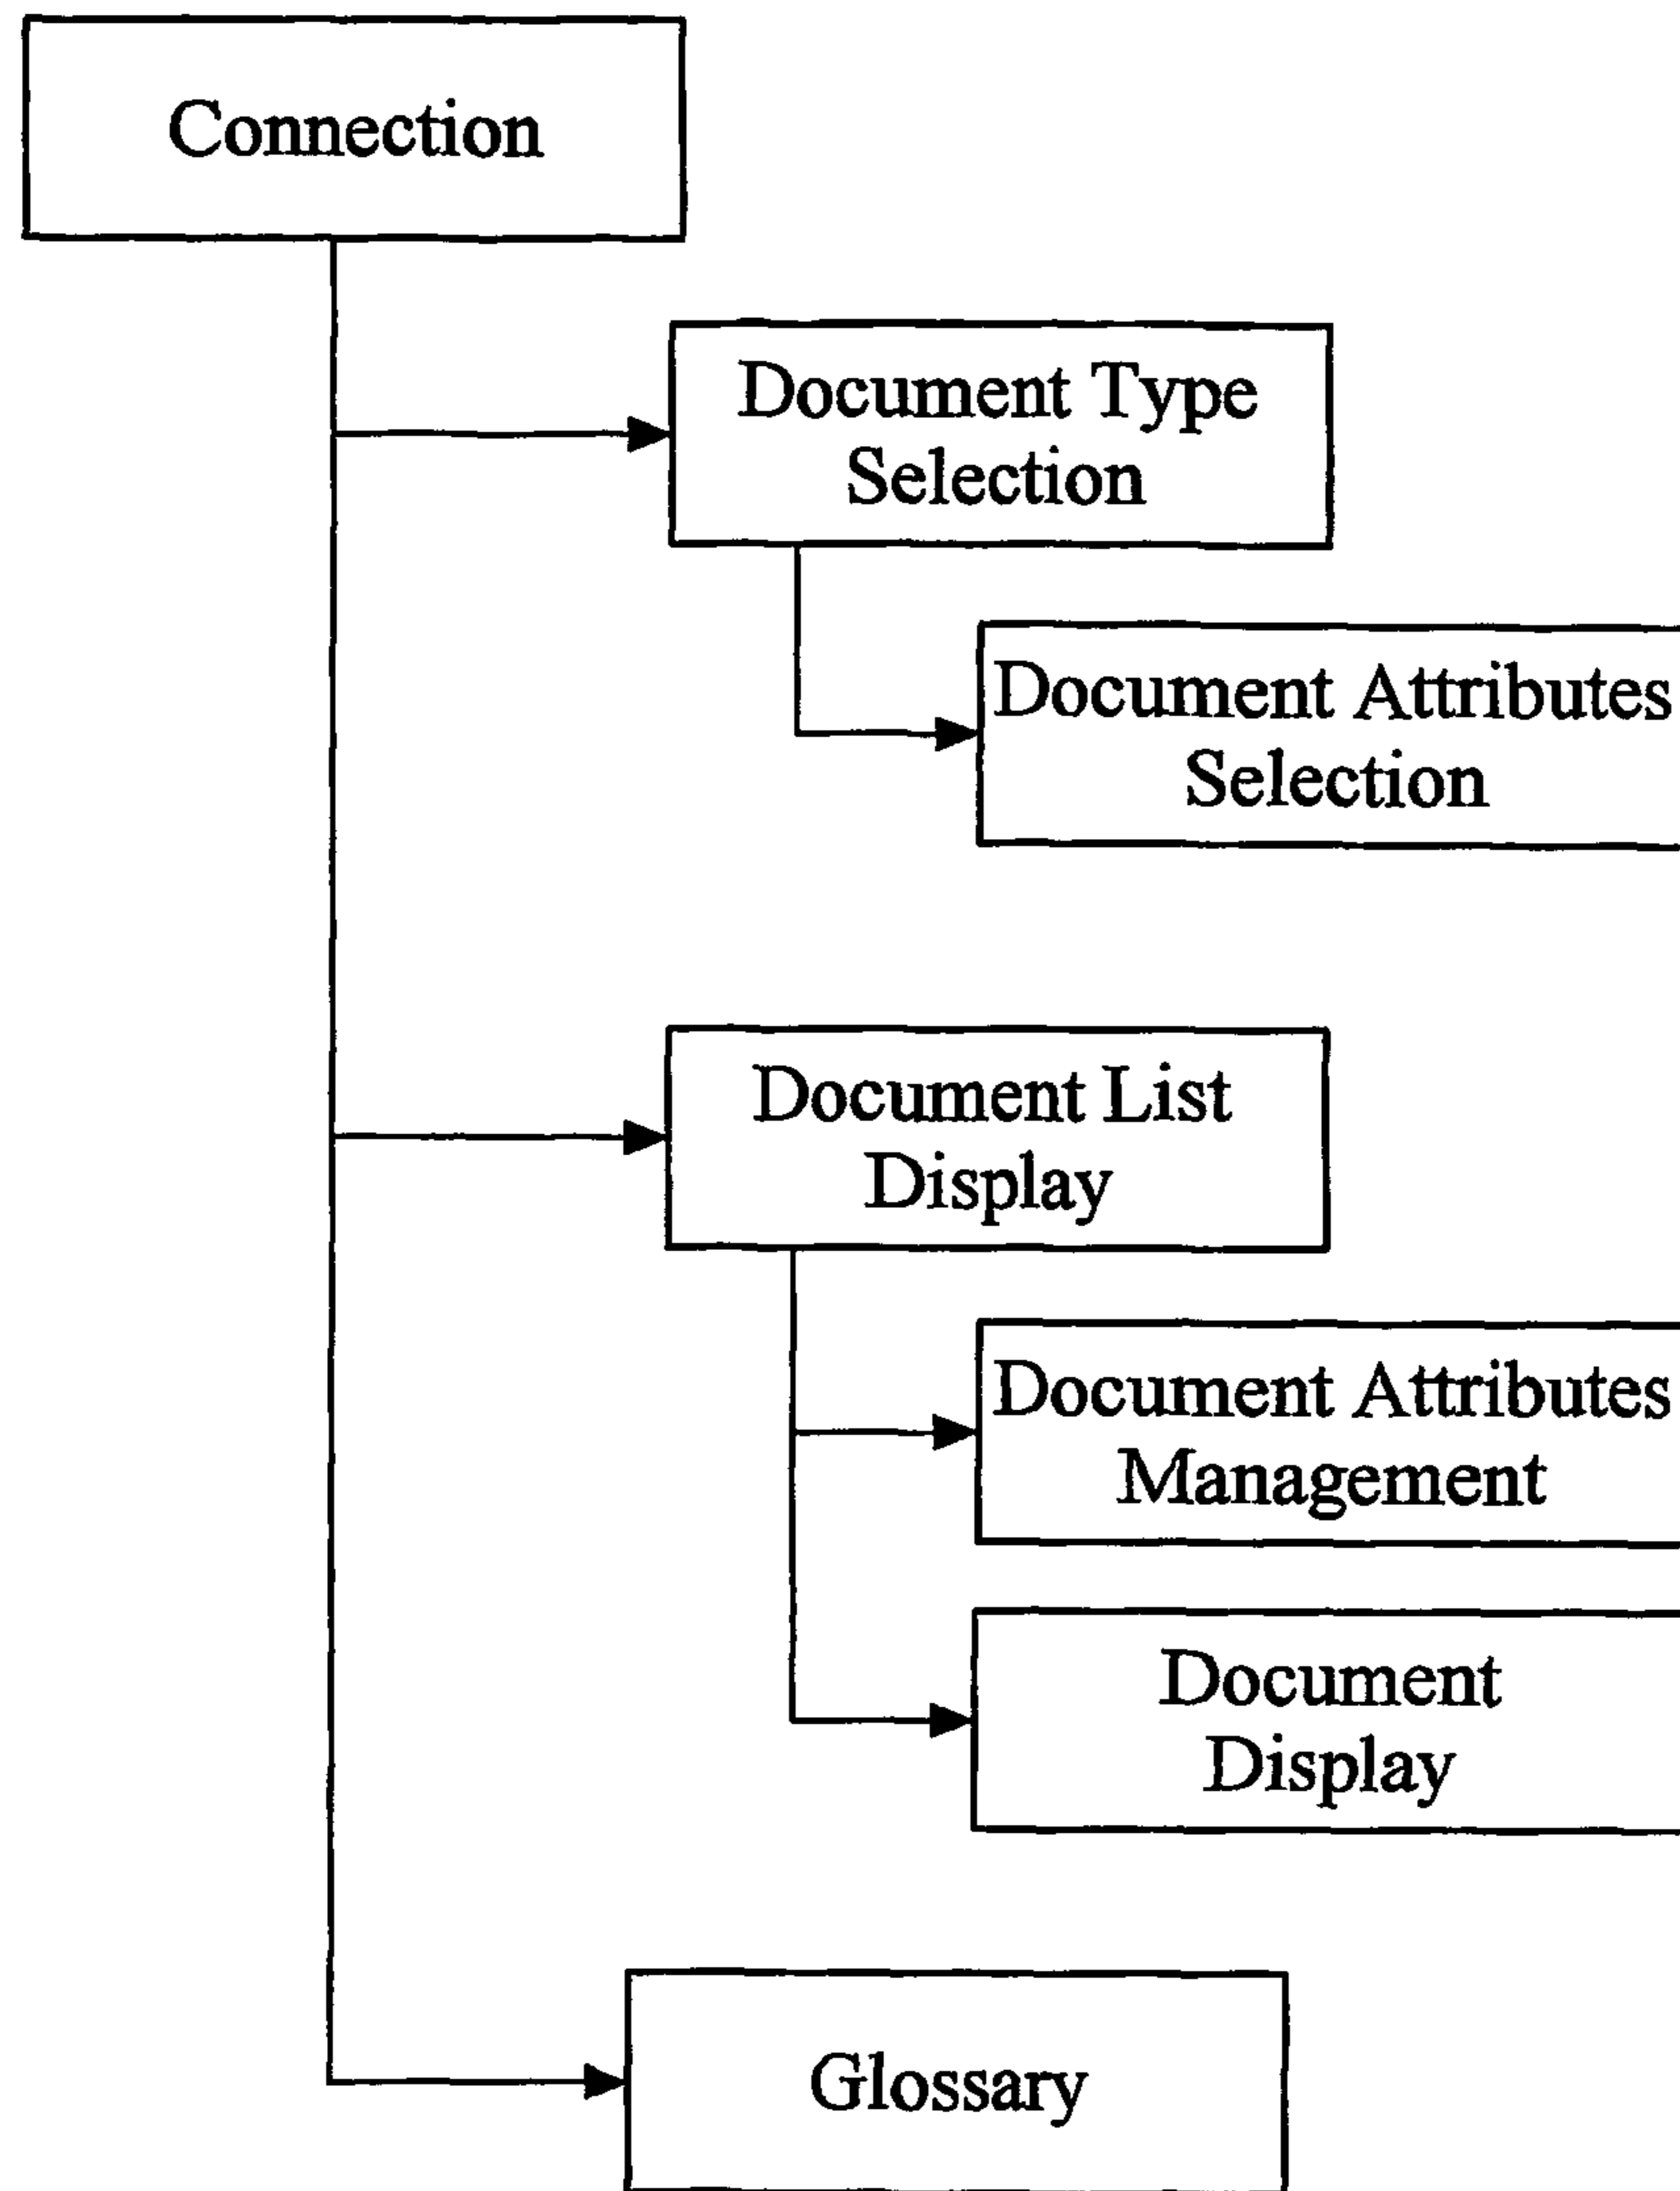 Connection
Document Type
Selection
Document Attributes
Selection
Document List
Display
Document Attributes
Management
Document
Display
Glossary